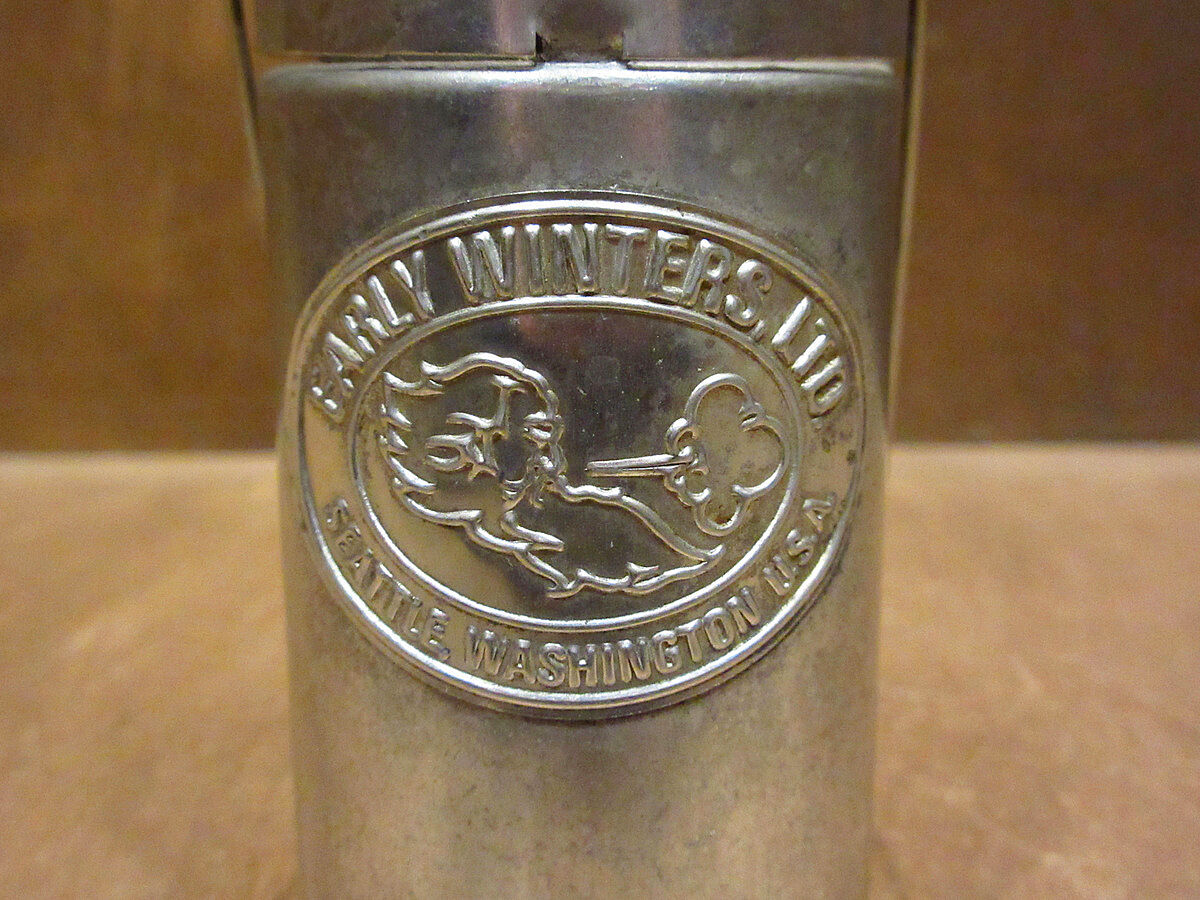 EARLY WINTERS, LTD.
SEATTLE, WASHINGTON U.S.A.